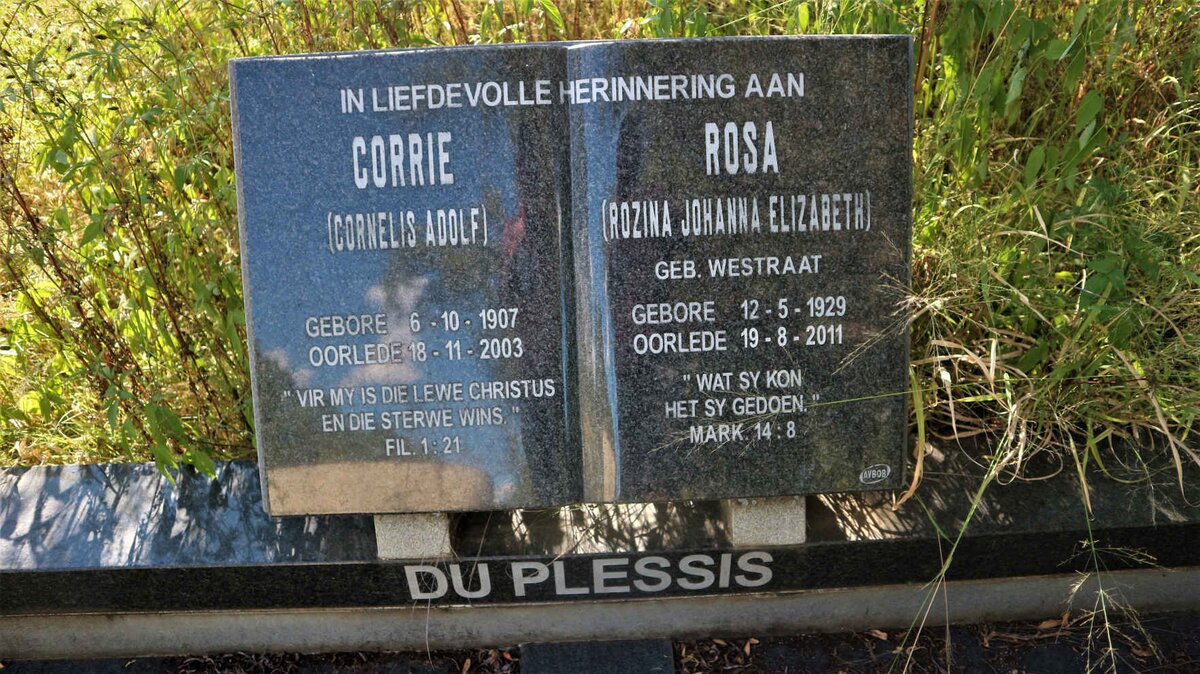 IN LIEFDEVOLLE HERINNERING AAN
CORRIE
(CORNELIS ADOLF)
GEBORE 6 - 10 - 1907
OORLEDE 18 - 11 - 2003
" VIR MY IS DIE LEWE CHRISTUS
EN DIE STERWE WINS. "
FIL. 1 : 21
ROSA
(ROZINA JOHANNA ELIZABETH)
GEB. WESTRAAT
GEBORE 12 - 5 - 1929
OORLEDE 19 - 8 - 2011
" WAT SY KON
HET SY GEDOEN. "
MARK. 14 : 8
AVBOB
DU PLESSIS